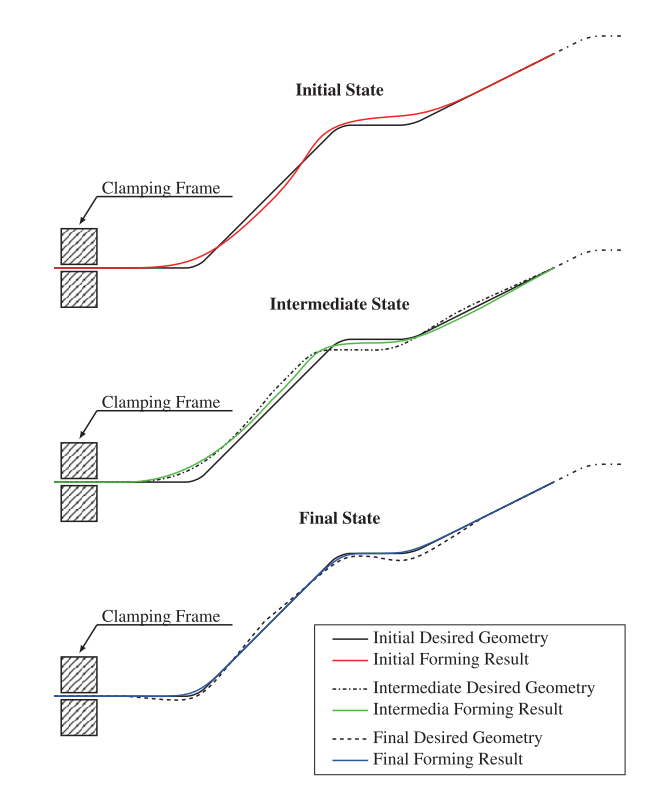 Initial State
Clamping Frame
Intermediate State
Clamping Frame
Final State
Clamping Frame
Initial Desired Geometry
Initial Forming Result
Intermediate Desired Geometry
Intermedia Forming Result
Final Desired Geometry
Final Forming Result